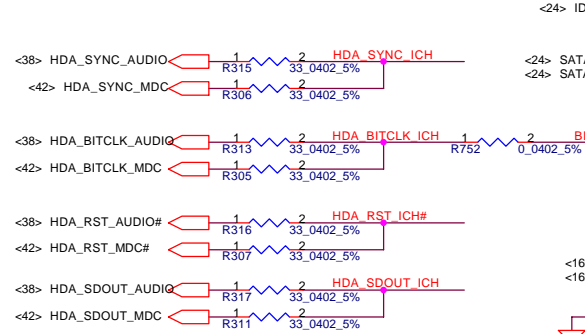 <24> ID
<38> HDA_SYNC_AUDIO 1 2 HDA_SYNC_ICH
R315 33_0402_5%
<24> SATA
<24> SATA
<42> HDA_SYNC_MDC 1 2
R306 33_0402_5%
<38> HDA_BITCLK_AUDIO 1 2 HDA_BITCLK_ICH 1 2 BI
R313 33_0402_5% R752 0_0402_5%
<42> HDA_BITCLK_MDC 1 2
R305 33_0402_5%
<38> HDA_RST_AUDIO# 1 2 HDA_RST_ICH#
R316 33_0402_5%
<42> HDA_RST_MDC# 1 2
R307 33_0402_5%
<16
<16
<38> HDA_SDOUT_AUDIO 1 2 HDA_SDOUT_ICH
R317 33_0402_5%
<42> HDA_SDOUT_MDC 1 2
R311 33_0402_5%